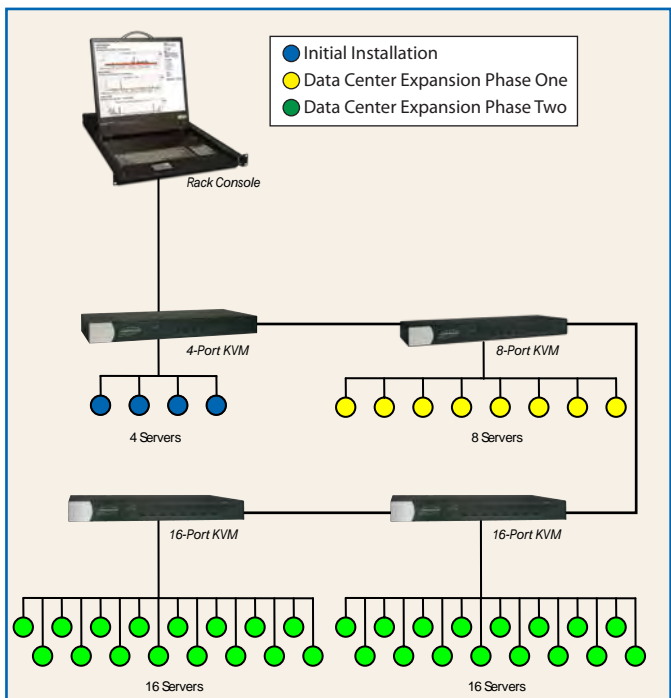 Initial Installation
Data Center Expansion Phase One
Data Center Expansion Phase Two
Rack Console
4-Port KVM
8-Port KVM
4 Servers
8 Servers
16-Port KVM
16-Port KVM
16 Servers
16 Servers